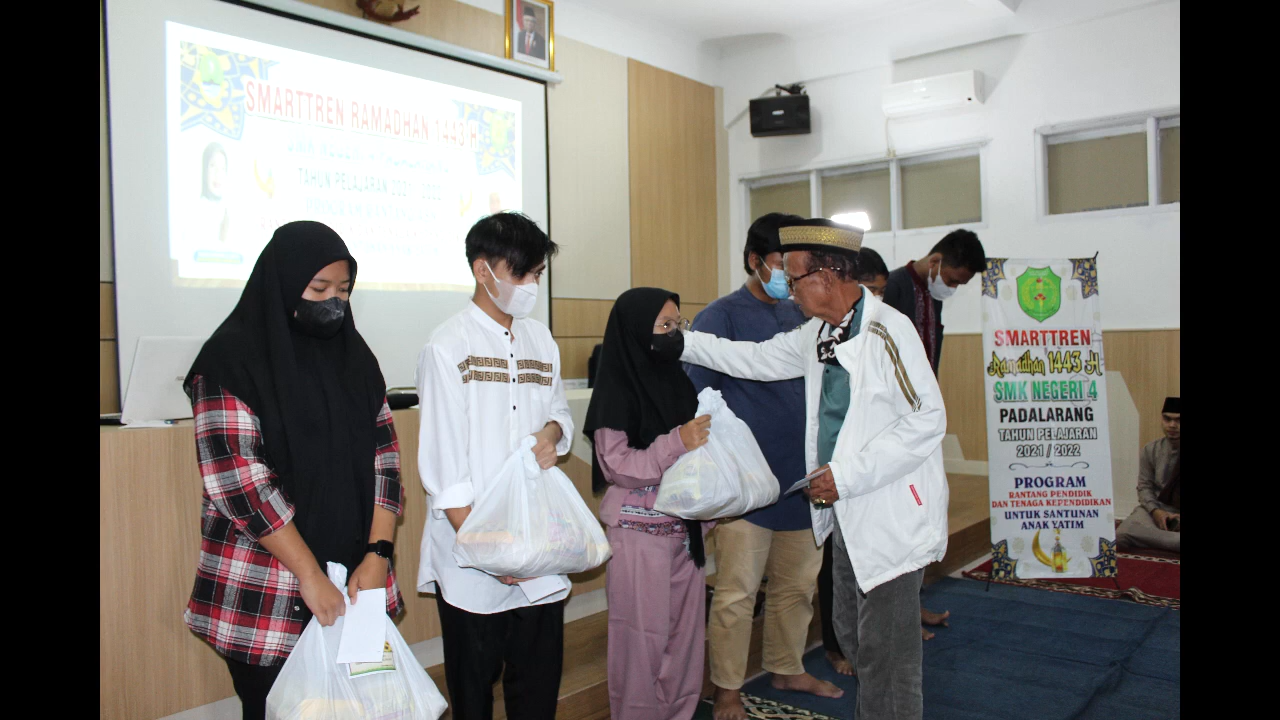 SMARTTREN RAMADHAN 1443 H
TAHUN PELAJARAN
SMARTTREN
Ramadhan 1443 H
SMK NEGERI 4
PADALARANG
TAHUN PELAJARAN
2021 / 2022
PROGRAM
RANTANG PENDIDIK
DAN TENAGA KEPENDIDIKAN
UNTUK SANTUNAN
ANAK YATIM